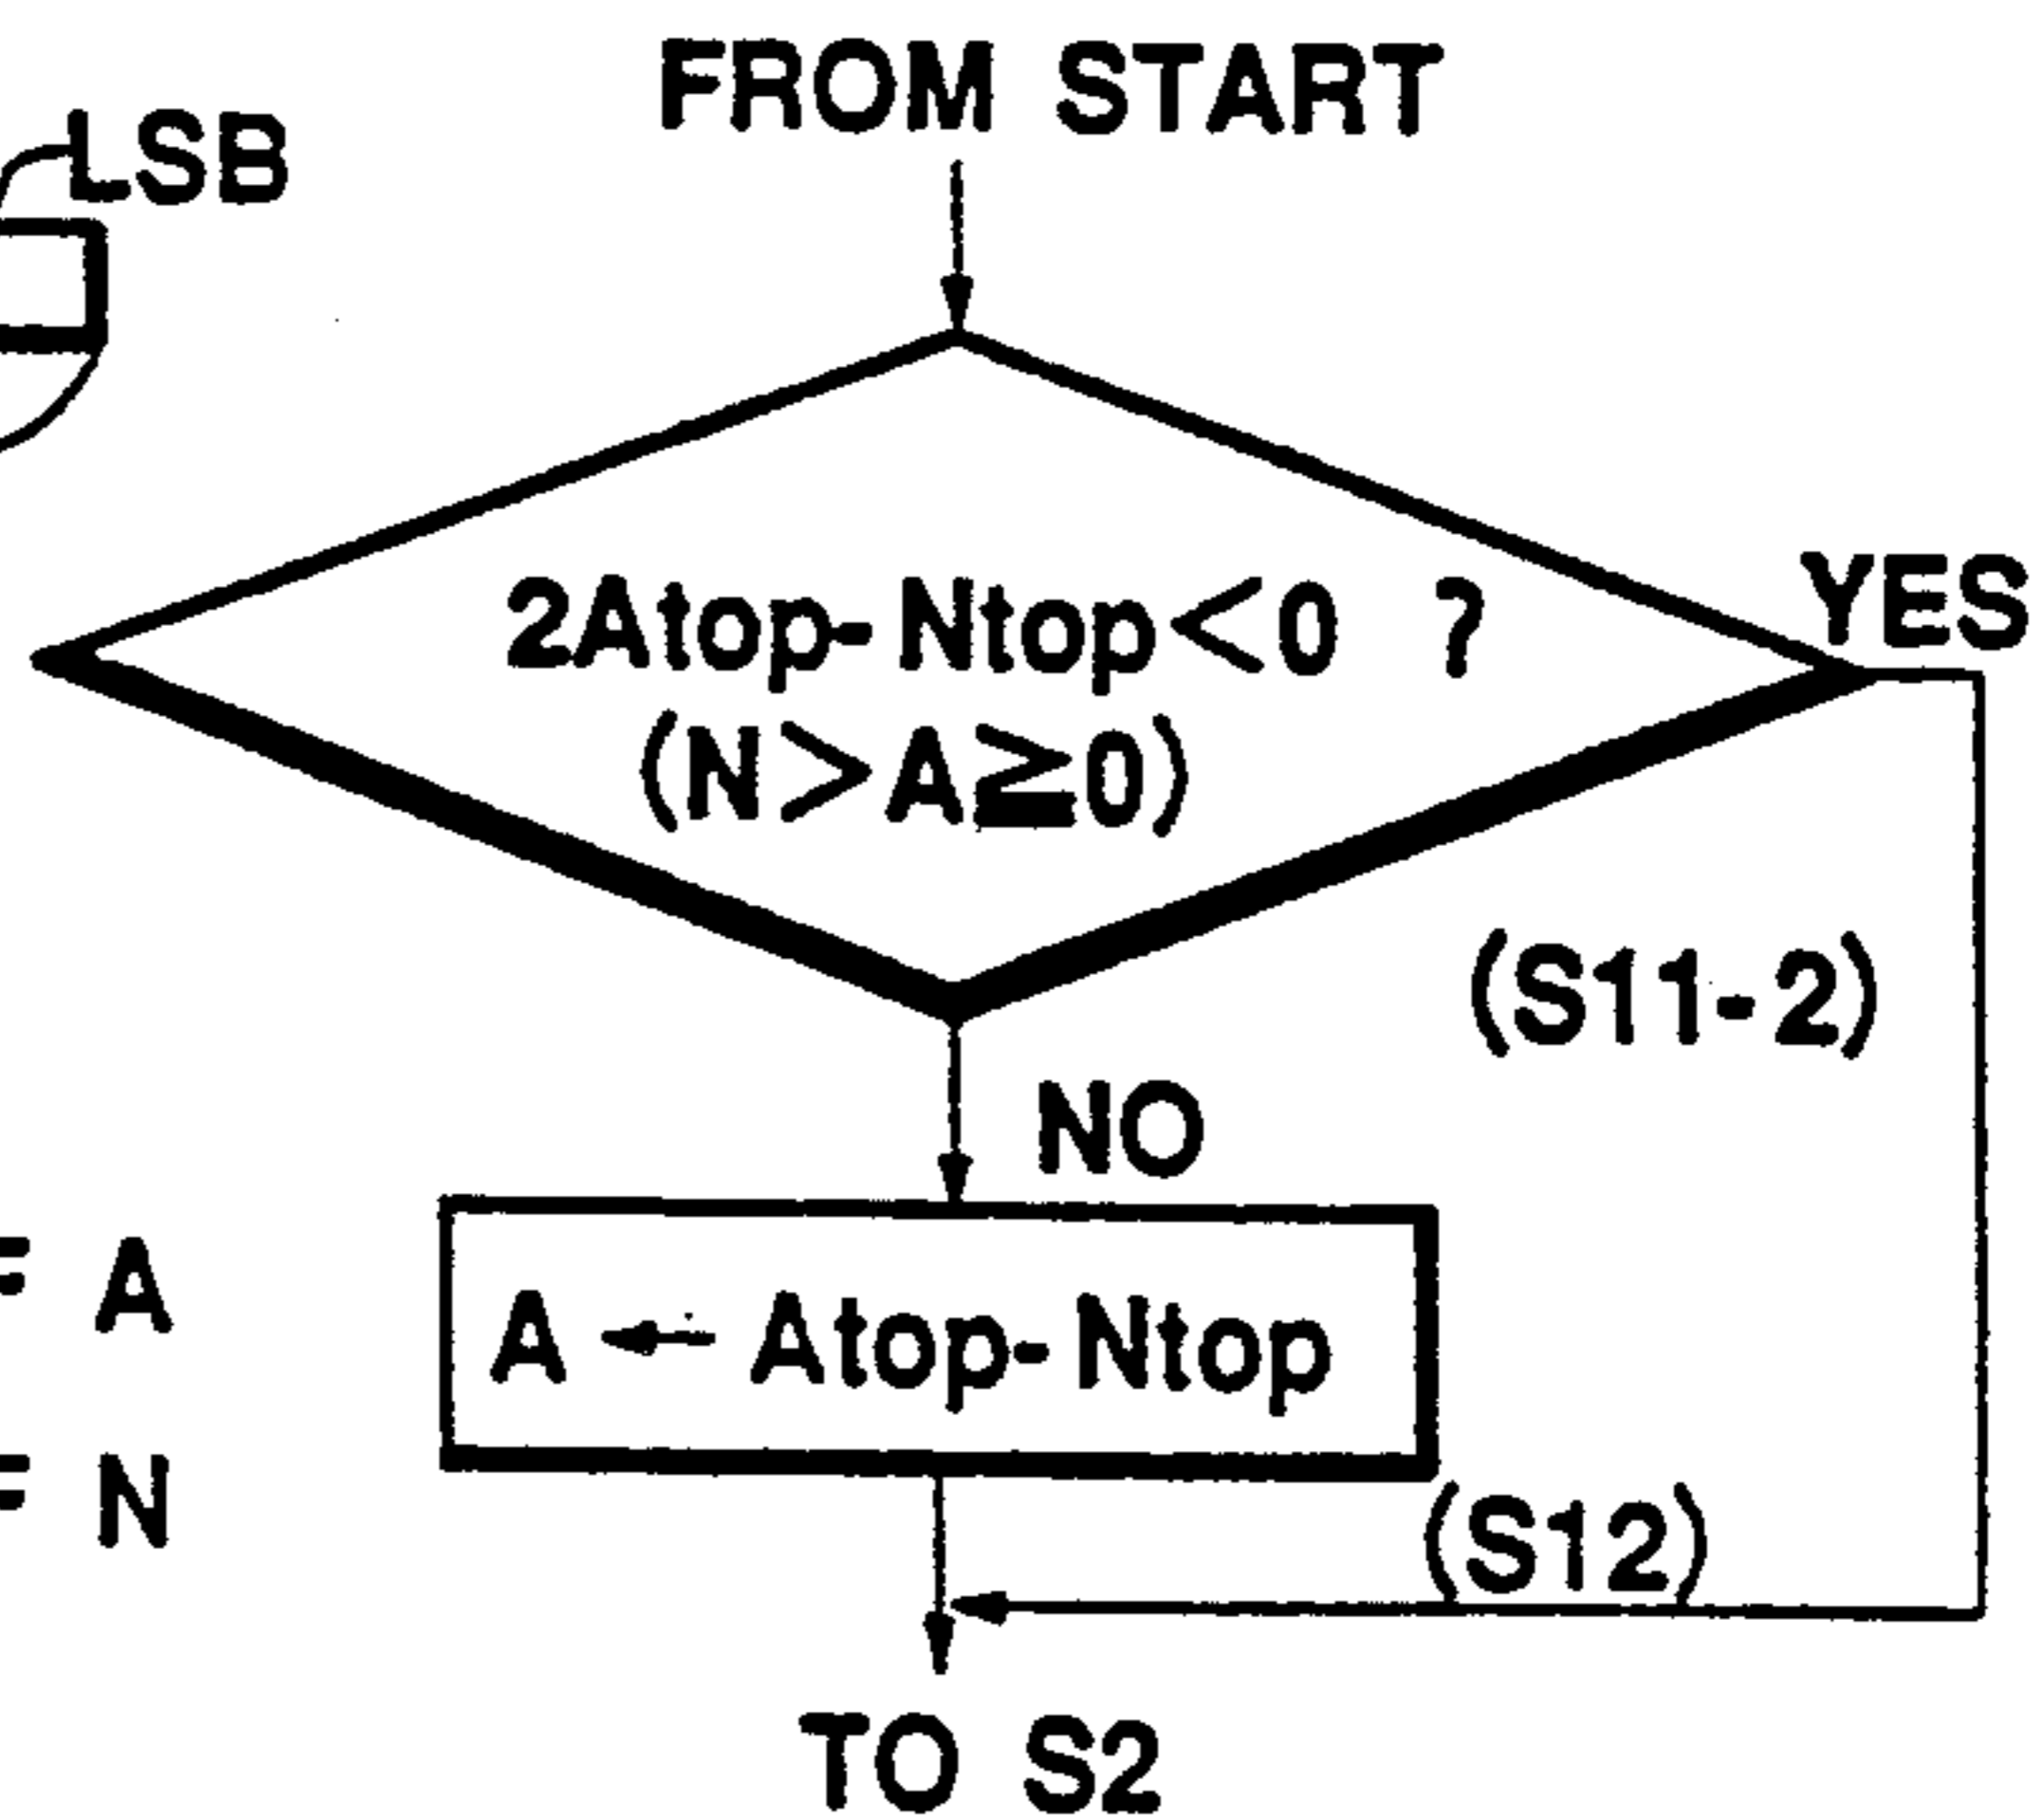 FROM START
LSB
2Atop-Ntop<0 ?
(N>A≧0)
YES
(S11-2)
NO
A ← Atop-Ntop
A
N
(S12)
TO S2